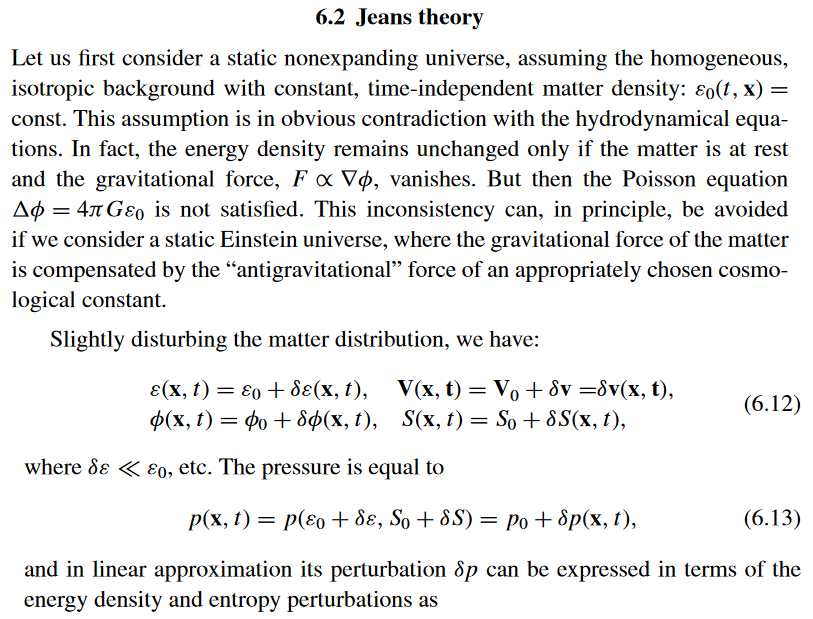 6.2 Jeans theory
Let us first consider a static nonexpanding universe, assuming the homogeneous,
isotropic background with constant, time-independent matter density: ε₀(t, x) =
const. This assumption is in obvious contradiction with the hydrodynamical equa-
tions. In fact, the energy density remains unchanged only if the matter is at rest
and the gravitational force, F ∝ ∇ϕ, vanishes. But then the Poisson equation
Δϕ = 4πGε₀ is not satisfied. This inconsistency can, in principle, be avoided
if we consider a static Einstein universe, where the gravitational force of the matter
is compensated by the “antigravitational” force of an appropriately chosen cosmo-
logical constant.
Slightly disturbing the matter distribution, we have:
ε(x, t) = ε₀ + δε(x, t), V(x, t) = V₀ + δv =δv(x, t),
ϕ(x, t) = ϕ₀ + δϕ(x, t), S(x, t) = S₀ + δS(x, t),
(6.12)
where δε ≪ ε₀, etc. The pressure is equal to
p(x, t) = p(ε₀ + δε, S₀ + δS) = p₀ + δp(x, t), (6.13)
and in linear approximation its perturbation δp can be expressed in terms of the
energy density and entropy perturbations as